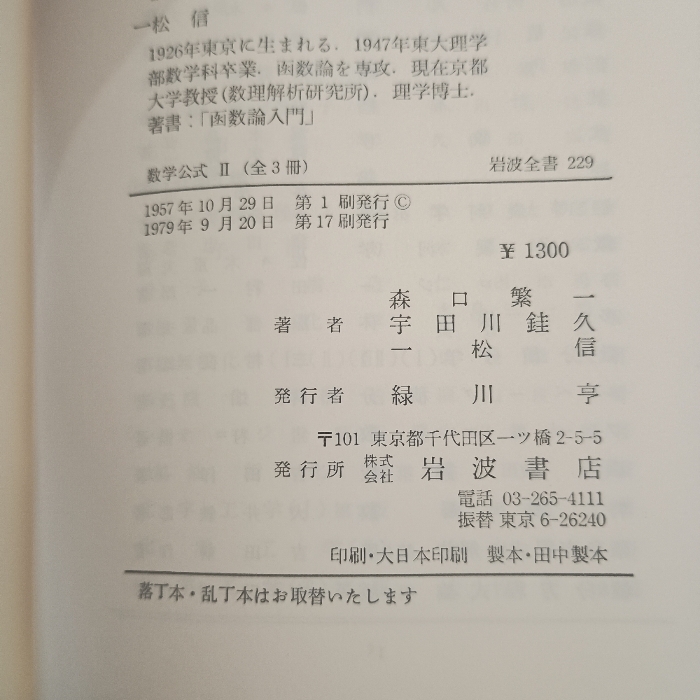 一松 信
1926年東京に生まれる. 1947年東大理学
部数学科卒業. 函数論を専攻. 現在京都
大学教授(数理解析研究所). 理学博士.
著書:「函数論入門」
数学公式 II (全3冊) 岩波全書 229
1957年10月29日 第1刷発行©
1979年9月20日 第17刷発行
¥ 1300
森口繁一
著者 宇田川銈久
一松信
発行者 緑川亨
〒101 東京都千代田区一ツ橋2-5-5
発行所 株式会社 岩波書店
電話 03-265-4111
振替 東京6-26240
印刷・大日本印刷 製本・田中製本
落丁本・乱丁本はお取替いたします